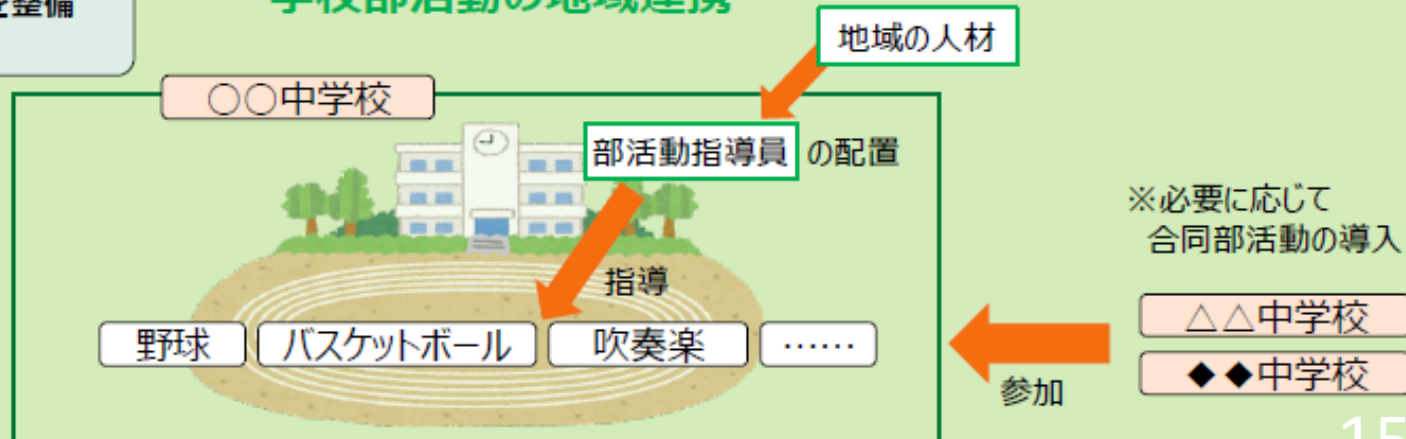 を整備
学校部活動の地域連携
地域の人材
○○中学校
部活動指導員 の配置
※必要に応じて
合同部活動の導入
指導
野球 バスケットボール 吹奏楽 ……
△△中学校
◆◆中学校
参加
15